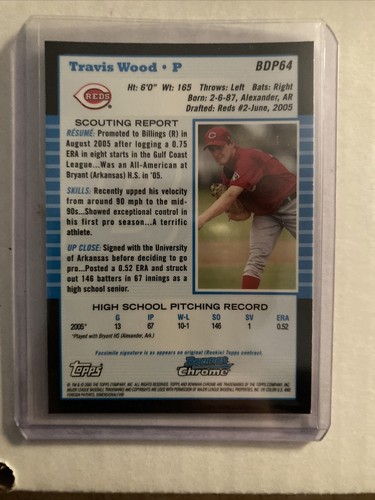 Travis Wood • P
BDP64
Ht: 6'0" Wt: 165 Throws: Left Bats: Right
Born: 2-6-87, Alexander, AR
Drafted: Reds #2-June, 2005
REDS
SCOUTING REPORT
RÉSUMÉ: Promoted to Billings (R) in
August 2005 after logging a 0.75
ERA in eight starts in the Gulf Coast
League...Was an All-American at
Bryant (Arkansas) H.S. in '05.
SKILLS: Recently upped his velocity
from around 90 mph to the mid-
90s...Showed exceptional control in
his first pro season...A terrific
athlete.
UP CLOSE: Signed with the University
of Arkansas before deciding to go
pro...Posted a 0.52 ERA and struck
out 146 batters in 67 innings as a
high school senior.
HIGH SCHOOL PITCHING RECORD
G IP W-L SO SV ERA
2005* 13 67 10-1 146 1 0.52
*Played with Bryant HS (Alexander, Ark.)
Facsimile signature is as appears on original (Rookie) Topps contract.
Topps
Bowman
Chrome